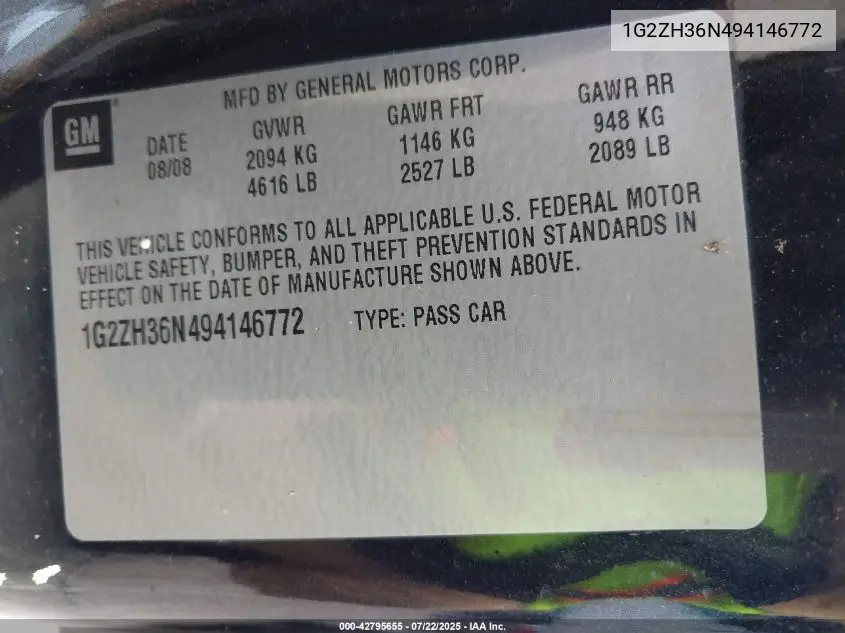 1G2ZH36N494146772
MFD BY GENERAL MOTORS CORP.
GM
DATE GVWR GAWR FRT GAWR RR
08/08 2094 KG 1146 KG 948 KG
4616 LB 2527 LB 2089 LB
THIS VEHICLE CONFORMS TO ALL APPLICABLE U.S. FEDERAL MOTOR
VEHICLE SAFETY, BUMPER, AND THEFT PREVENTION STANDARDS IN
EFFECT ON THE DATE OF MANUFACTURE SHOWN ABOVE.
1G2ZH36N494146772 TYPE: PASS CAR
000-42795655 - 07/22/2025 - IAA Inc.